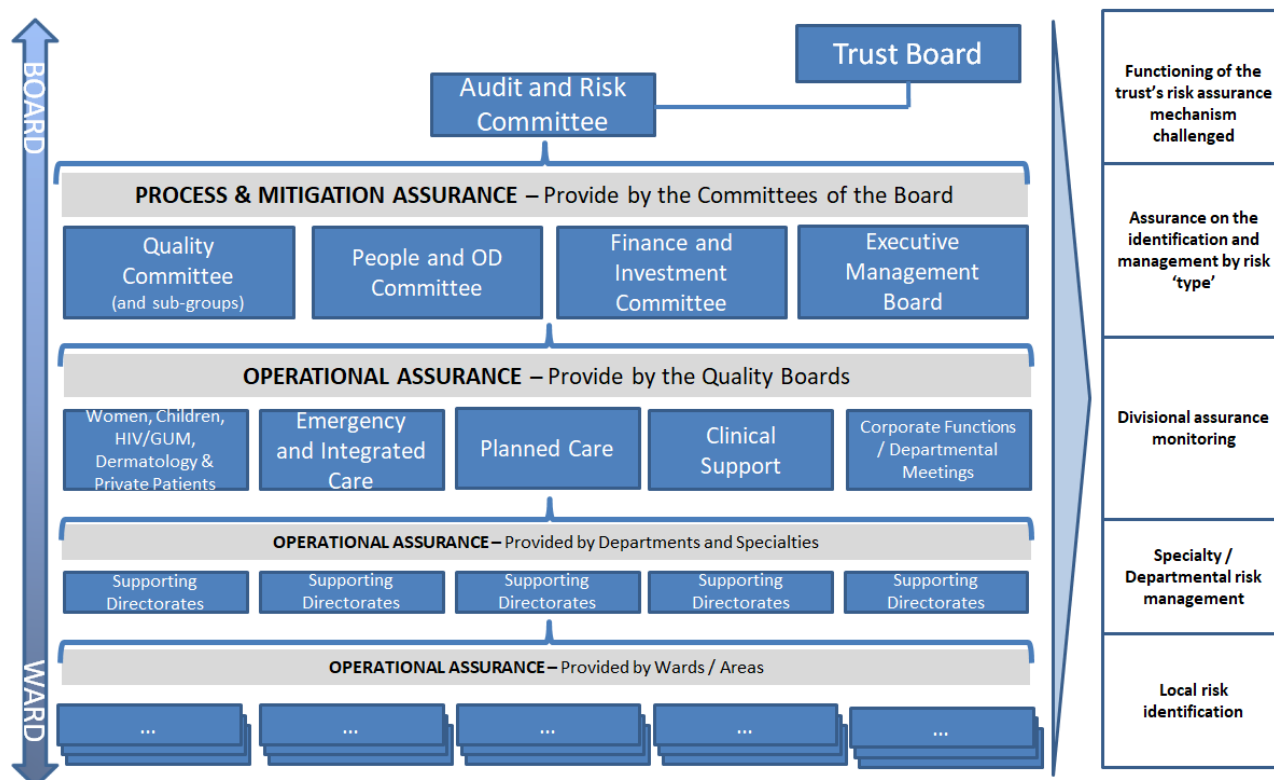 BOARD
Trust Board
Audit and Risk
Committee
Functioning of the
trust's risk assurance
mechanism
challenged
PROCESS & MITIGATION ASSURANCE – Provide by the Committees of the Board
Quality
Committee
(and sub-groups)
People and OD
Committee
Finance and
Investment
Committee
Executive
Management
Board
Assurance on the
identification and
management by risk
‘type’
OPERATIONAL ASSURANCE – Provide by the Quality Boards
Women, Children,
HIV/GUM,
Dermatology &
Private Patients
Emergency
and Integrated
Care
Planned Care
Clinical
Support
Corporate Functions
/ Departmental
Meetings
Divisional assurance
monitoring
OPERATIONAL ASSURANCE – Provided by Departments and Specialties
Supporting
Directorates
Supporting
Directorates
Supporting
Directorates
Supporting
Directorates
Supporting
Directorates
Specialty /
Departmental risk
management
WARD
OPERATIONAL ASSURANCE – Provided by Wards / Areas
...
...
...
...
...
Local risk
identification